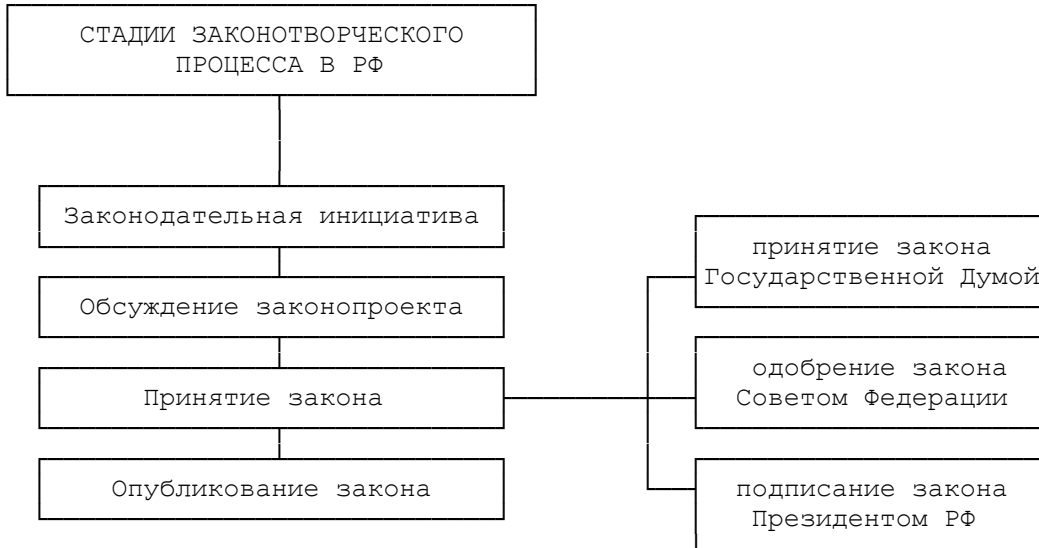 СТАДИИ ЗАКОНОТВОРЧЕСКОГО
ПРОЦЕССА В РФ
Законодательная инициатива
Обсуждение законопроекта
Принятие закона
Опубликование закона
принятие закона
Государственной Думой
одобрение закона
Советом Федерации
подписание закона
Президентом РФ